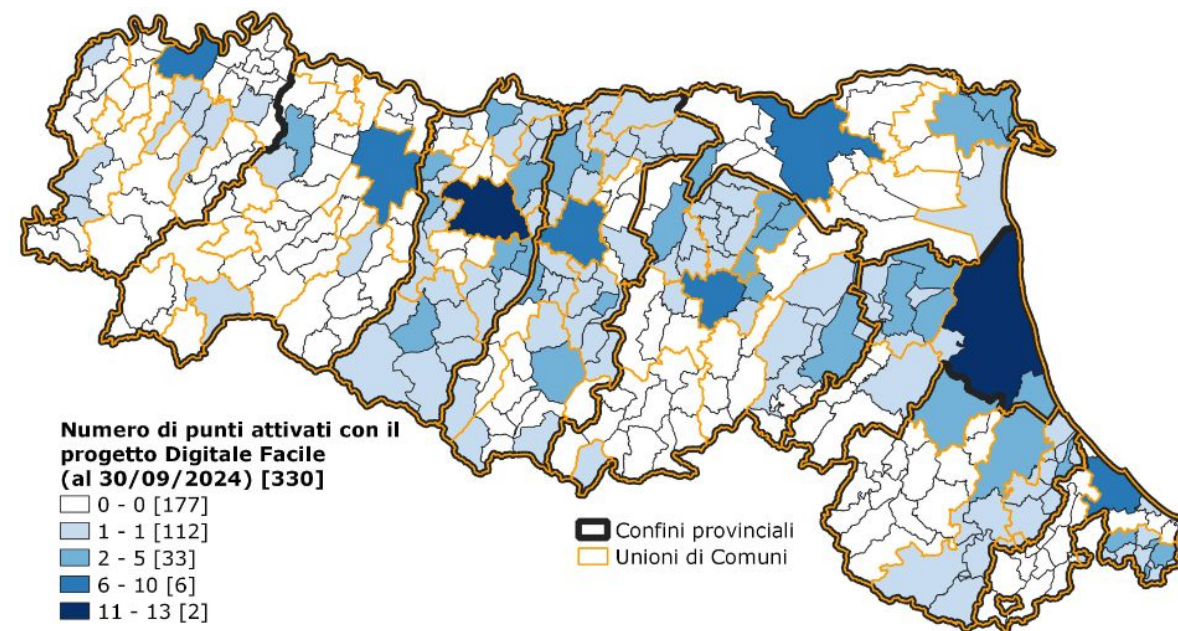 Numero di punti attivati con il
progetto Digitale Facile
(al 30/09/2024) [330]
0 - 0 [177]
1 - 1 [112]
2 - 5 [33]
6 - 10 [6]
11 - 13 [2]
Confini provinciali
Unioni di Comuni